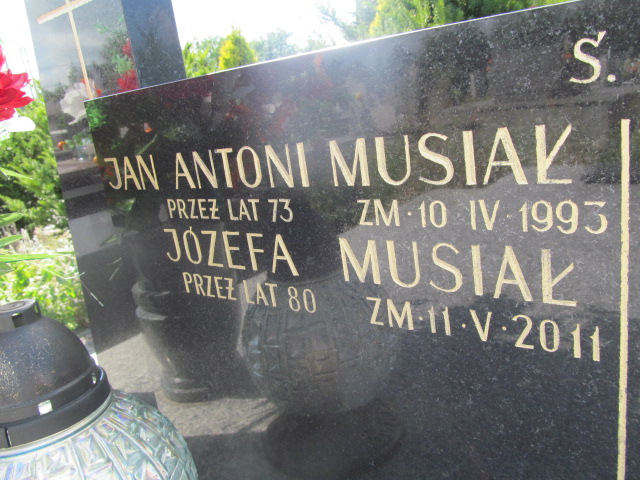 Ś.
JAN ANTONI MUSIAŁ
PRZEŻ LAT 73 ZM·10 IV·1993
JÓZEFA MUSIAŁ
PRZEŻ LAT 80 ZM·11·V·2011